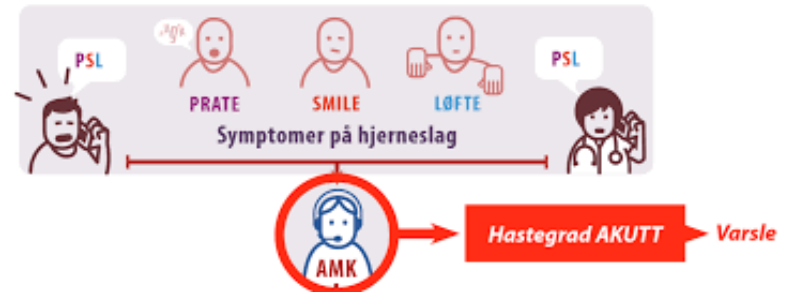 PSL
PSL
PRATE SMILE LØFTE
Symptomer på hjerneslag
AMK
Hastegrad AKUTT
Varsle